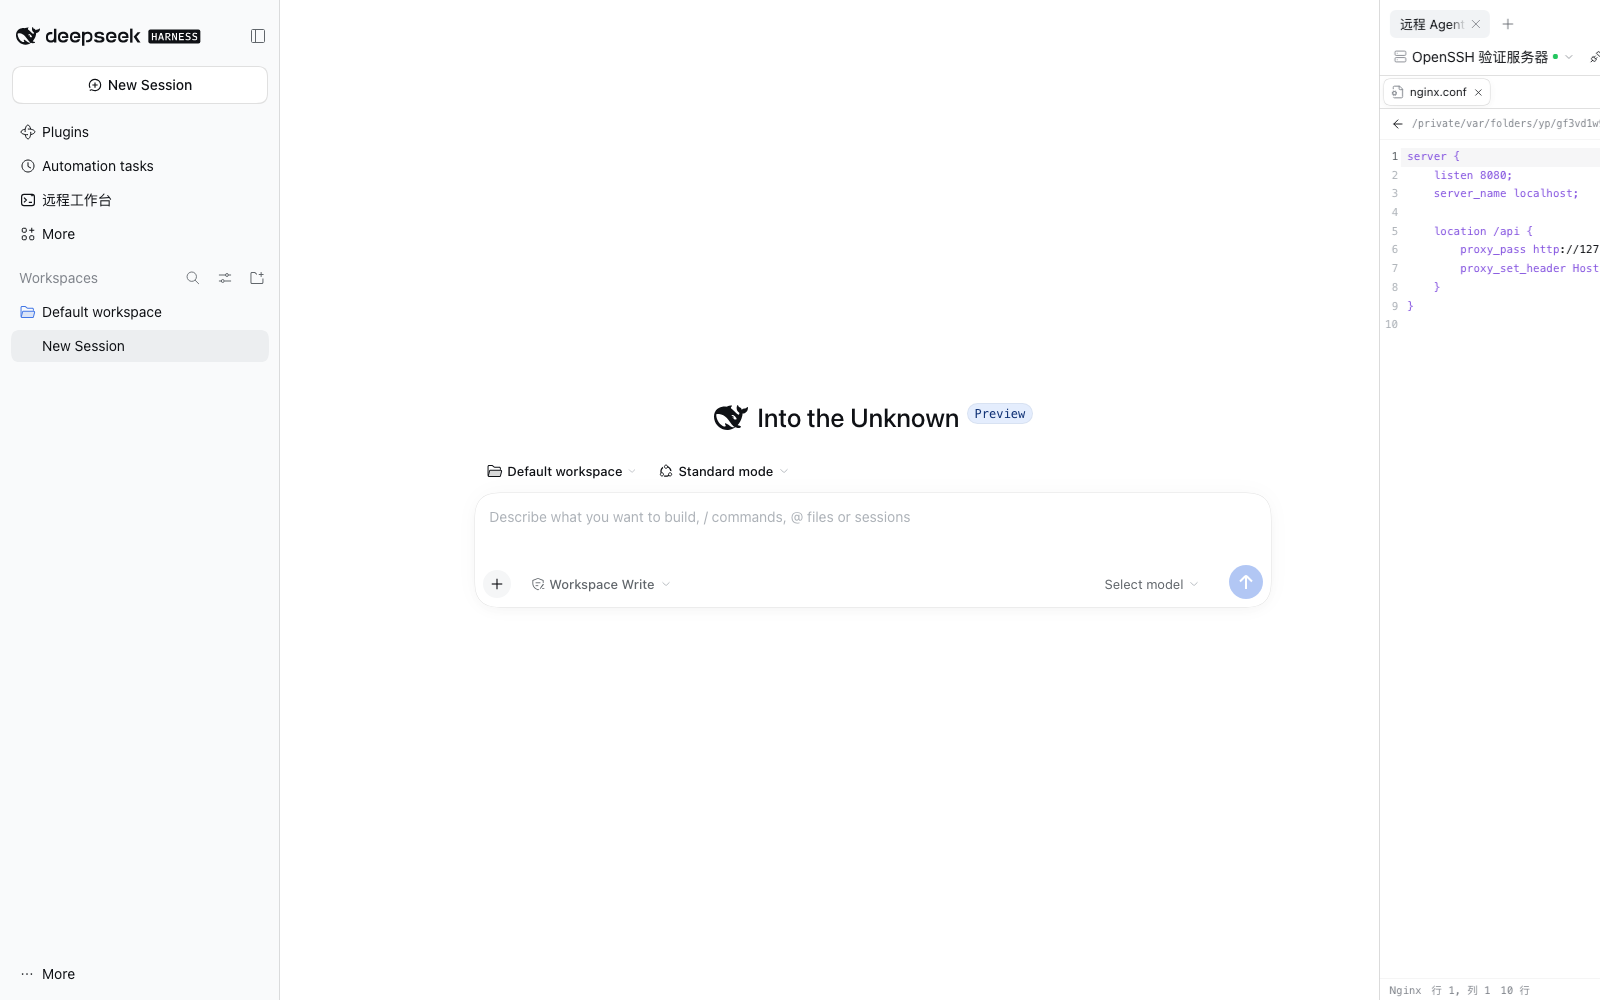 deepseek HARNESS
New Session
Plugins
Automation tasks
远程工作台
More
Workspaces
Default workspace
New Session
More
Into the Unknown Preview
Default workspace Standard mode
Describe what you want to build, / commands, @ files or sessions
Workspace Write Select model
远程 Agent
OpenSSH 验证服务器
nginx.conf
/private/var/folders/yp/gf3vd1w
1 server {
2 listen 8080;
3 server_name localhost;
4
5 location /api {
6 proxy_pass http://127
7 proxy_set_header Host
8 }
9 }
10
Nginx 行 1, 列 1 10 行